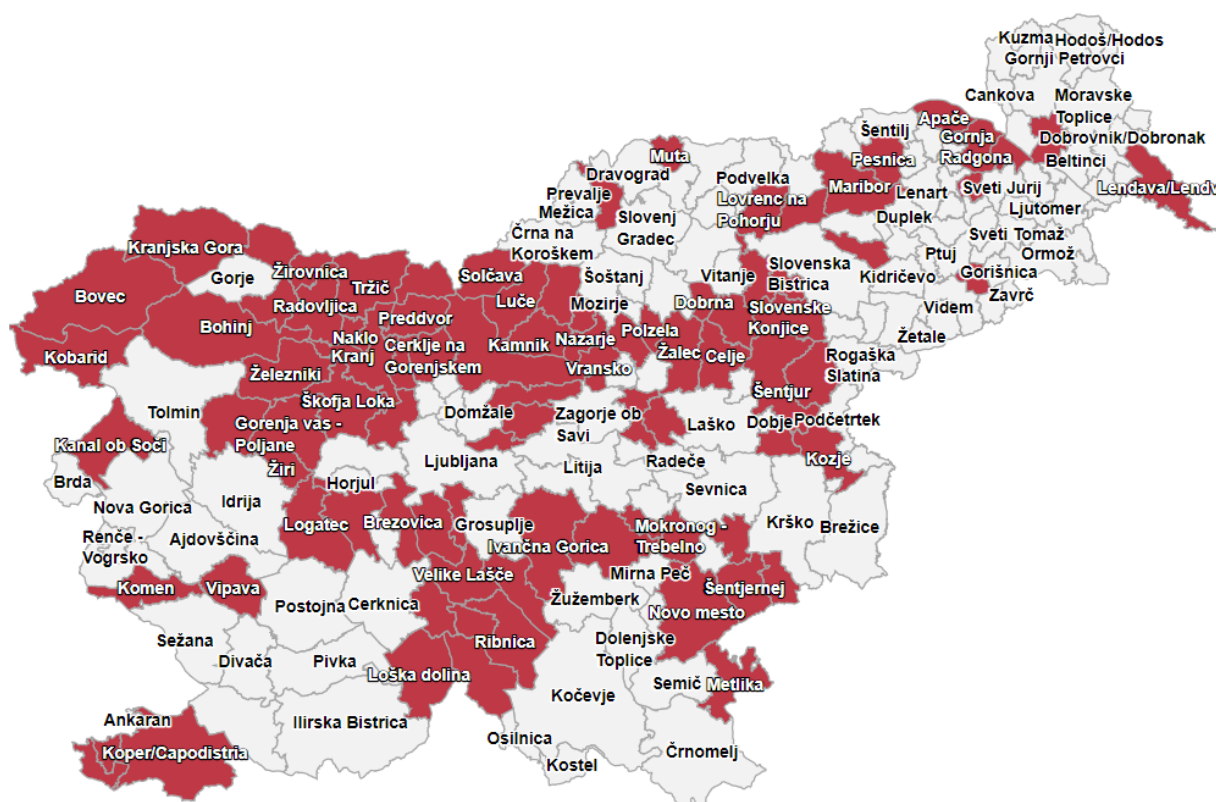 Kuzma
Hodoš/Hodos
Gornji Petrovci
Cankova
Moravske
Toplice
Apače
Šentilj
Gornja
Radgona
Dobrovnik/Dobronak
Muta
Pesnica
Beltinci
Dravograd
Podvelka
Prevalje
Maribor
Lenart
Sveti Jurij
Lendava/Lendv
Mežica
Lovrenc na
Pohorju
Slovenj
Gradec
Duplek
Ljutomer
Črna na
Koroškem
Sveti Tomaž
Kranjska Gora
Ptuj
Ormož
Gorje
Žirovnica
Solčava
Šoštanj
Vitanje
Slovenska
Bistrica
Kidričevo
Gorišnica
Bovec
Tržič
Luče
Mozirje
Dobrna
Zavrč
Radovljica
Preddvor
Slovenske
Konjice
Videm
Bohinj
Naklo
Kamnik
Nazarje
Polzela
Žetale
Kobarid
Kranj
Cerklje na
Gorenjskem
Žalec
Celje
Rogaška
Slatina
Železniki
Vransko
Šentjur
Škofja Loka
Tolmin
Domžale
Zagorje ob
Savi
Laško
Dobje
Podčetrtek
Kanal ob Soči
Gorenja vas -
Poljane
Ljubljana
Litija
Radeče
Kozje
Žiri
Brda
Horjul
Sevnica
Nova Gorica
Idrija
Logatec
Brezovica
Grosuplje
Mokronog -
Trebelno
Krško
Brežice
Renče -
Vogrsko
Ajdovščina
Ivančna Gorica
Mirna Peč
Velike Lašče
Šentjernej
Komen
Vipava
Postojna
Cerknica
Žužemberk
Novo mesto
Sežana
Ribnica
Dolenjske
Toplice
Divača
Pivka
Loška dolina
Semič
Metlika
Kočevje
Ankaran
Ilirska Bistrica
Osilnica
Koper/Capodistria
Kostel
Črnomelj